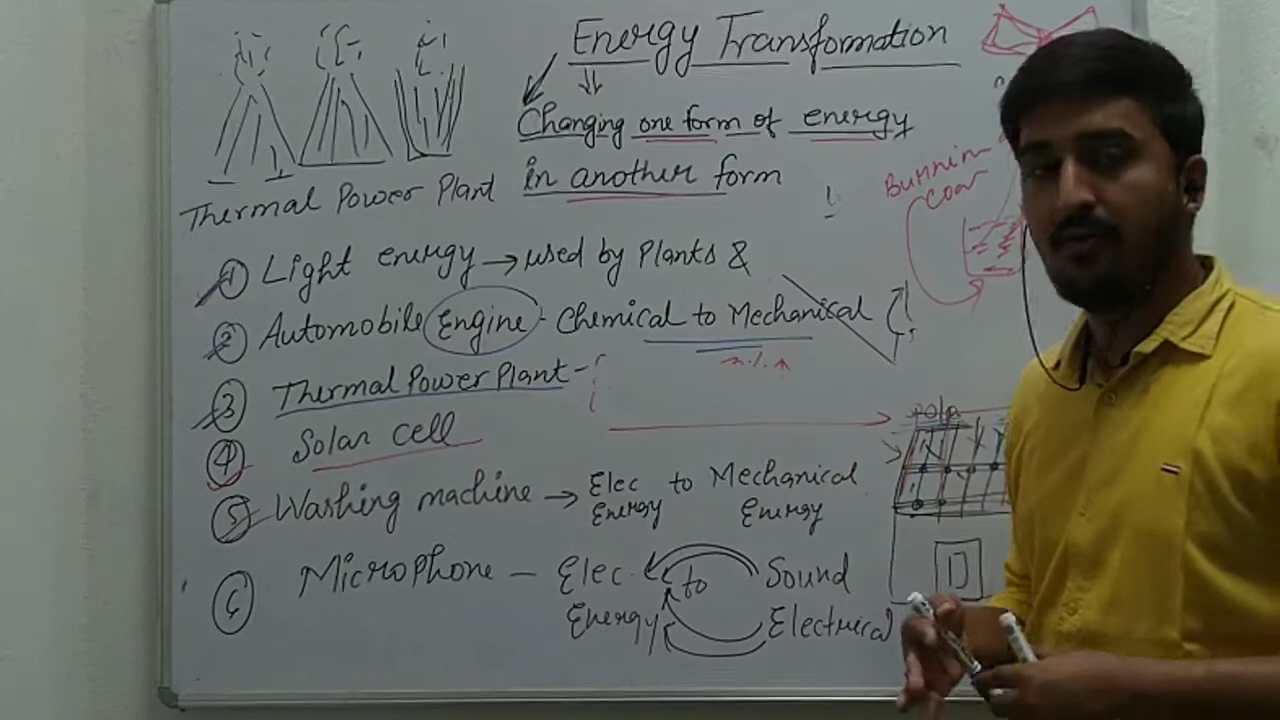 Energy Transformation
Changing one form of energy
in another form
Thermal Power Plant
Burnin
① Light energy → used by Plants &
② Automobile Engine - Chemical to Mechanical
③ Thermal Power Plant -
④ Solar cell
⑤ Washing machine → Elec to Mechanical
Energy Energy
⑥ Microphone - Elec. to Sound
Energy Electrical
D